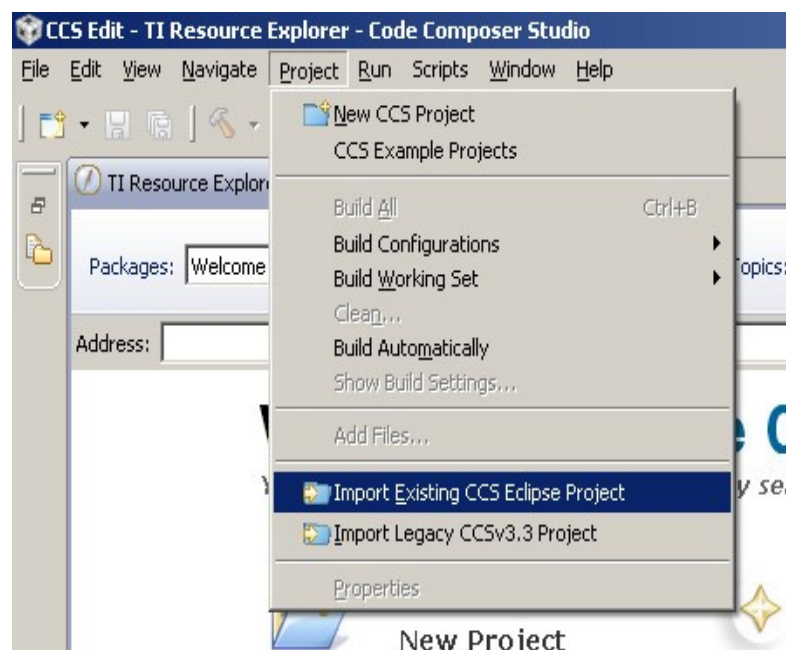 CCS Edit - TI Resource Explorer - Code Composer Studio
File Edit View Navigate Project Run Scripts Window Help
New CCS Project
CCS Example Projects
TI Resource Explor
Build All Ctrl+B
Build Configurations
Packages: Welcome
opics:
Build Working Set
Clean...
Address:
Build Automatically
Show Build Settings...
Add Files...
Import Existing CCS Eclipse Project
y sea
Import Legacy CCSv3.3 Project
Properties
New Project